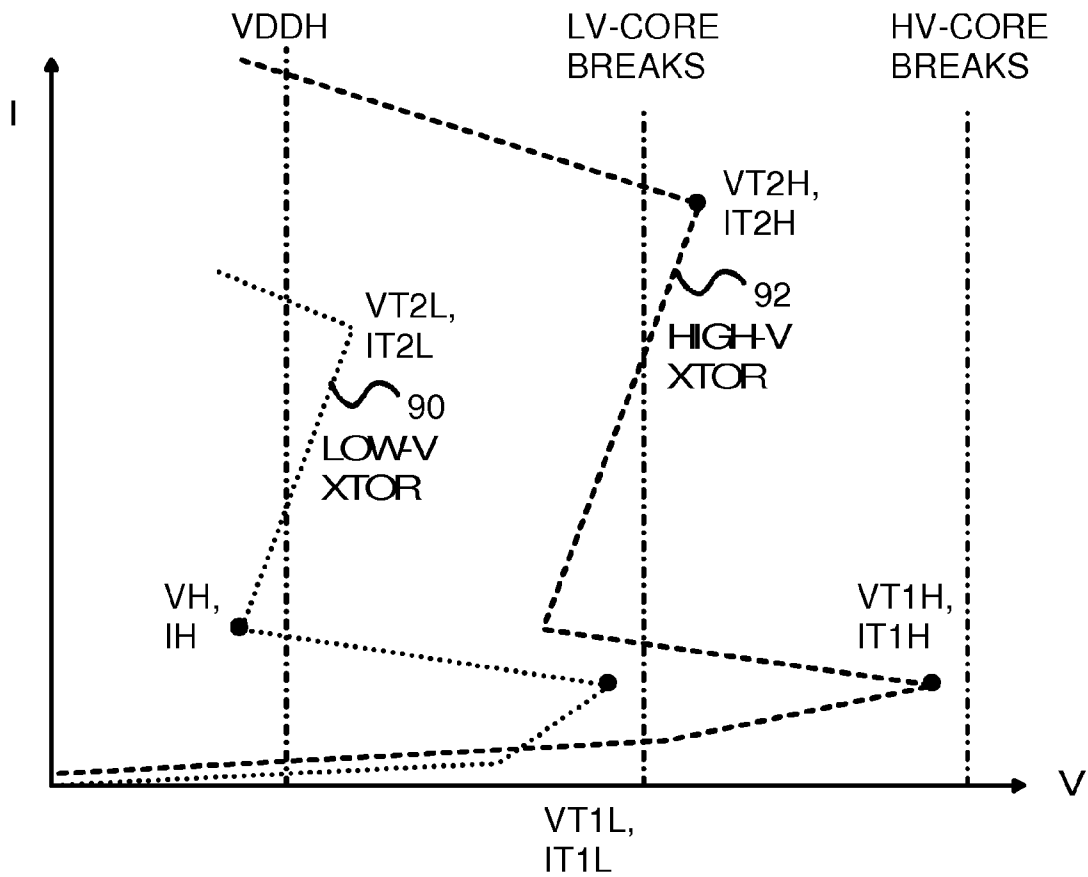 VDDH
LV-CORE
BREAKS
HV-CORE
BREAKS
I
VT2H,
IT2H
92
HIGH-V
XTOR
VT2L,
IT2L
90
LOW-V
XTOR
VH,
IH
VT1H,
IT1H
V
VT1L,
IT1L